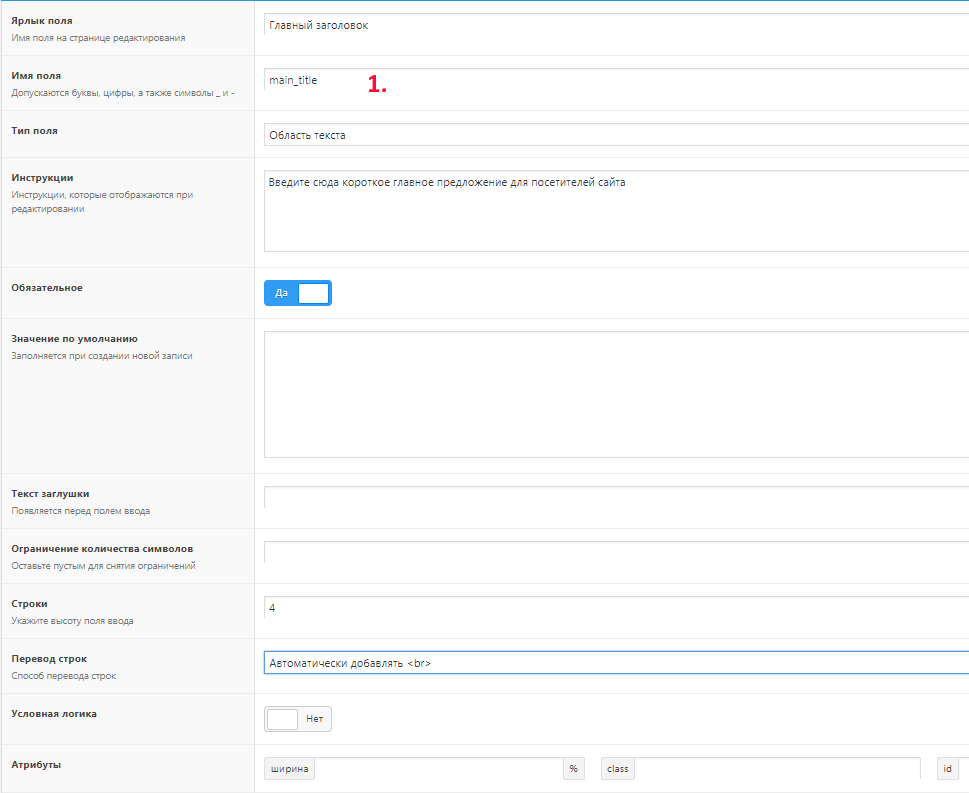 Ярлык поля
Главный заголовок
Имя поля на странице редактирования
Имя поля
main_title
1.
Допускаются буквы, цифры, а также символы _ и -
Тип поля
Область текста
Инструкции
Введите сюда короткое главное предложение для посетителей сайта
Инструкции, которые отображаются при
редактировании
Обязательное
Да
Значение по умолчанию
Заполняется при создании новой записи
Текст заглушки
Появляется перед полем ввода
Ограничение количества символов
Оставьте пустым для снятия ограничений
Строки
4
Укажите высоту поля ввода
Перевод строк
Автоматически добавлять <br>
Способ перевода строк
Условная логика
Нет
Атрибуты
ширина
%
class
id